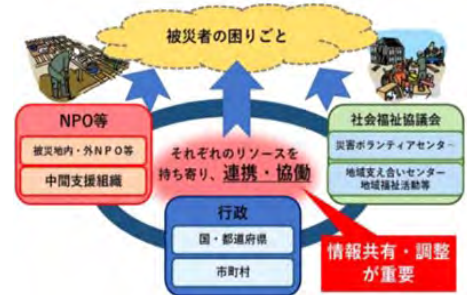 被災者の困りごと
NPO等
被災地内・外NPO等
中間支援組織
それぞれのリソースを
持ち寄り、連携・協働
社会福祉協議会
災害ボランティアセンター
地域支え合いセンター
地域福祉活動等
行政
国・都道府県
市町村
情報共有・調整
が重要